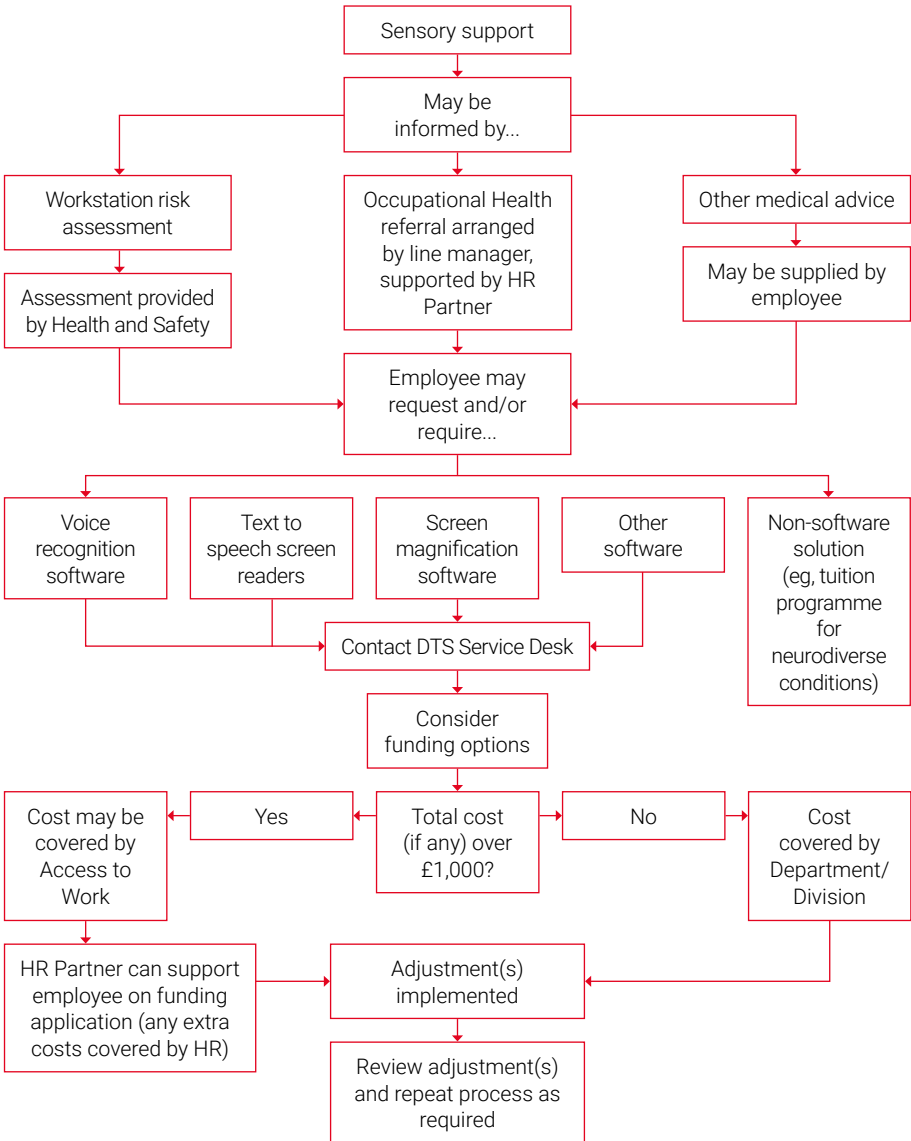 Sensory support
May be
informed by...
Workstation risk
assessment
Assessment provided
by Health and Safety
Occupational Health
referral arranged
by line manager,
supported by HR
Partner
Other medical advice
May be supplied by
employee
Employee may
request and/or
require...
Voice
recognition
software
Text to
speech screen
readers
Screen
magnification
software
Other
software
Non-software
solution
(eg, tuition
programme
for
neurodiverse
conditions)
Contact DTS Service Desk
Consider
funding options
Total cost
(if any) over
£1,000?
Yes
Cost may be
covered by
Access to
Work
No
Cost
covered by
Department/
Division
HR Partner can support
employee on funding
application (any extra
costs covered by HR)
Adjustment(s)
implemented
Review adjustment(s)
and repeat process as
required